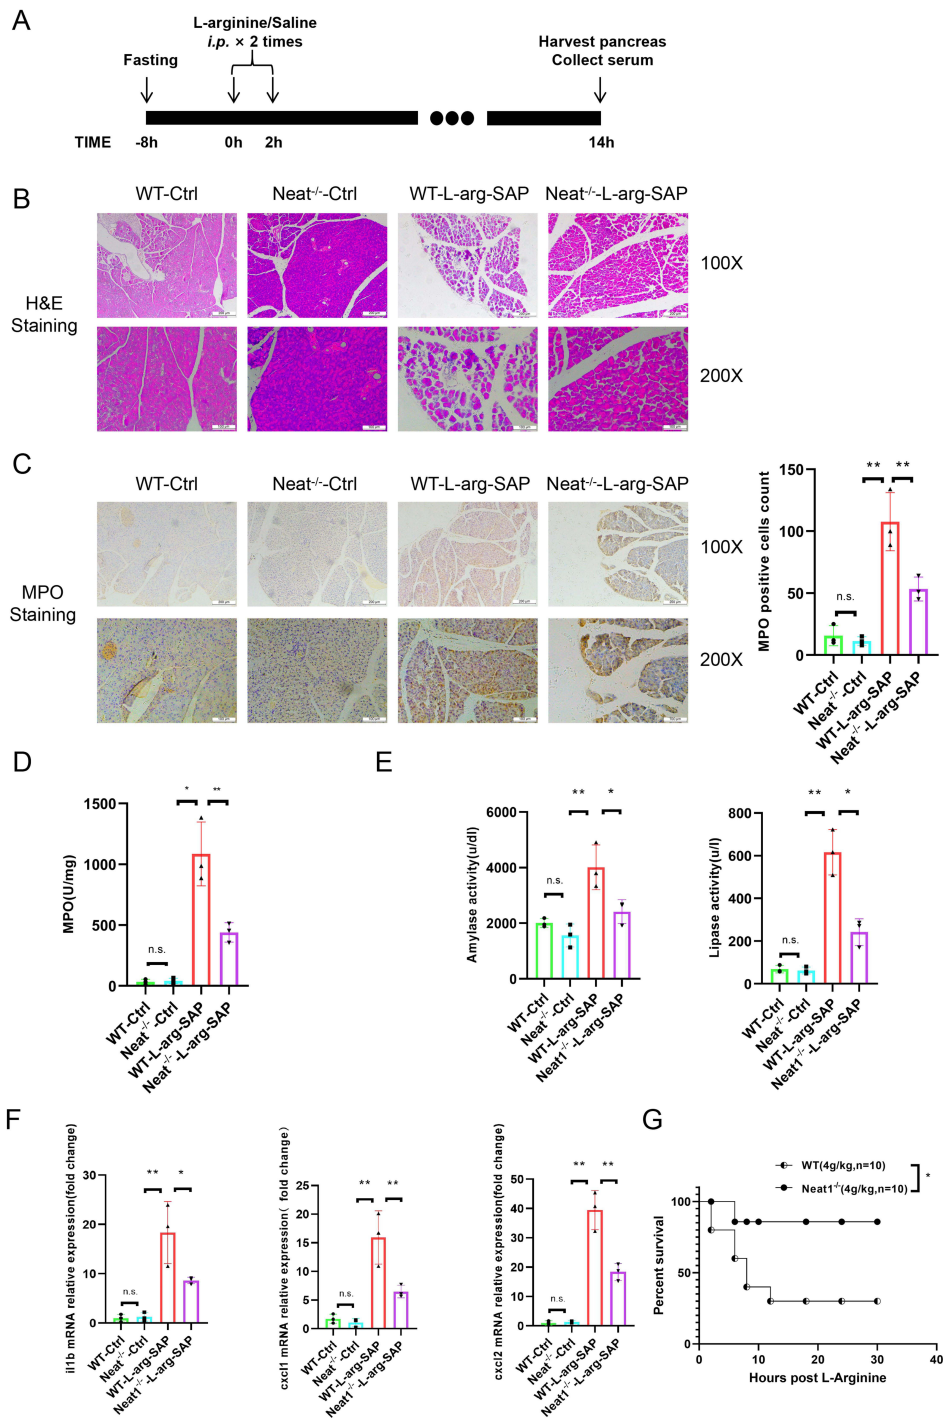 A
L-arginine/Saline
i.p. × 2 times
Fasting
Harvest pancreas
Collect serum
TIME -8h 0h 2h 14h
B
WT-Ctrl Neat-/--Ctrl WT-L-arg-SAP Neat-/--L-arg-SAP
H&E
Staining
100X
200X
C
WT-Ctrl Neat-/--Ctrl WT-L-arg-SAP Neat-/--L-arg-SAP
MPO
Staining
100X
200X
MPO positive cells count
150
100
50
0
n.s.
**
**
WT-Ctrl
Neat-/--Ctrl
WT-L-arg-SAP
Neat-/--L-arg-SAP
D
MPO(U/mg)
1500
1000
500
0
n.s.
*
**
WT-Ctrl
Neat-/--Ctrl
WT-L-arg-SAP
Neat-/--L-arg-SAP
E
Amylase activity(u/dl)
6000
4000
2000
0
n.s.
**
*
WT-Ctrl
Neat-/--Ctrl
WT-L-arg-SAP
Neat1-/--L-arg-SAP
Lipase activity(u/l)
800
600
400
200
0
n.s.
**
*
WT-Ctrl
Neat-/--Ctrl
WT-L-arg-SAP
Neat1-/--L-arg-SAP
F
il1b mRNA relative expression(fold change)
30
20
10
0
n.s.
**
*
WT-Ctrl
Neat-/--Ctrl
WT-L-arg-SAP
Neat1-/--L-arg-SAP
cxcl1 mRNA relative expression( fold change)
25
20
15
10
5
0
n.s.
**
**
WT-Ctrl
Neat-/--Ctrl
WT-L-arg-SAP
Neat1-/--L-arg-SAP
cxcl2 mRNA relative expression(fold change)
50
40
30
20
10
0
n.s.
**
**
WT-Ctrl
Neat-/--Ctrl
WT-L-arg-SAP
Neat1-/--L-arg-SAP
G
WT(4g/kg,n=10)
Neat1-/-(4g/kg,n=10)
*
Percent survival
100
50
0
0 10 20 30 40
Hours post L-Arginine